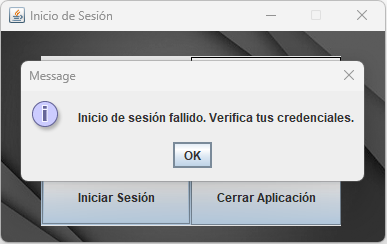 Inicio de Sesión
Message
Inicio de sesión fallido. Verifica tus credenciales.
OK
Iniciar Sesión
Cerrar Aplicación